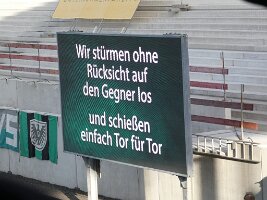 Wir stürmen ohne
Rücksicht auf
den Gegner los
und schießen
einfach Tor für Tor